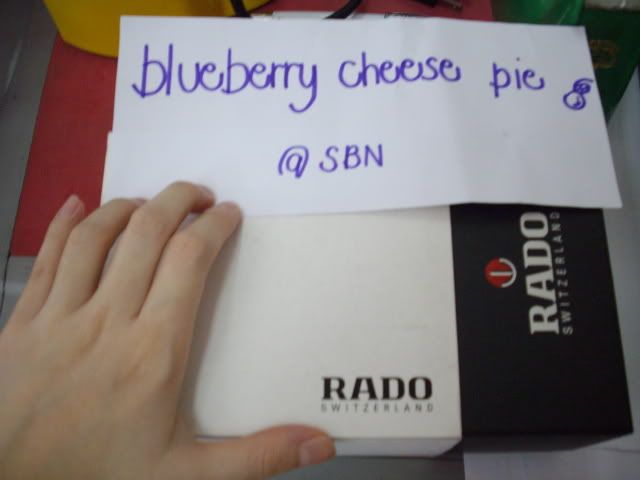 blueberry cheese pie
@ SBN
RADO
SWITZERLAND
RADO
SWITZERLAND